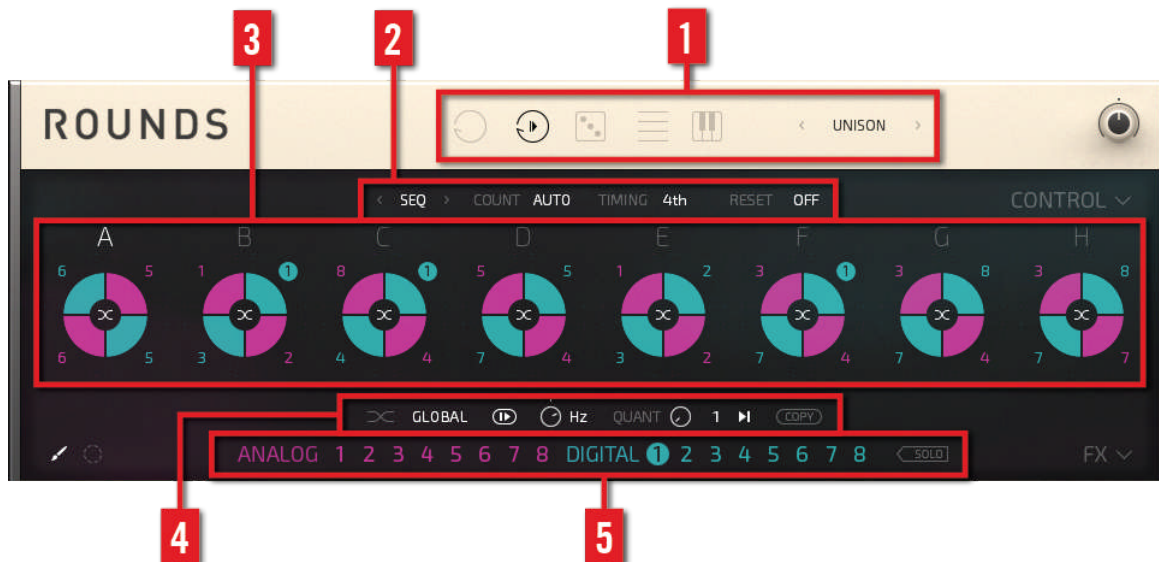 3 2 1
ROUNDS
‹ UNISON ›
‹ SEQ › COUNT AUTO TIMING 4th RESET OFF
CONTROL
A B C D E F G H
6 5 1 1 8 1 5 5 1 2 3 1 3 8 3 8
6 5 3 2 4 4 7 4 3 2 7 4 7 4 7 7
GLOBAL Hz QUANT 1 COPY
ANALOG 1 2 3 4 5 6 7 8 DIGITAL 1 2 3 4 5 6 7 8 SOLO
FX
4 5